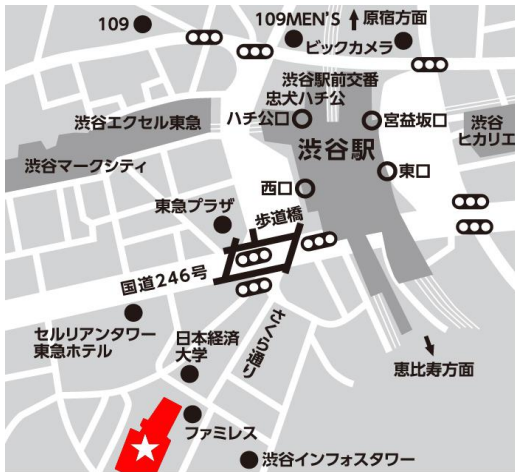 109MEN'S
原宿方面
109
ビックカメラ
渋谷駅前交番
忠犬ハチ公
ハチ公口
宮益坂口
渋谷エクセル東急
渋谷
ヒカリエ
渋谷駅
渋谷マークシティ
東口
西口
東急プラザ
歩道橋
国道246号
セルリアンタワー
東急ホテル
日本経済
大学
さくら通り
恵比寿方面
ファミレス
渋谷インフォスタワー